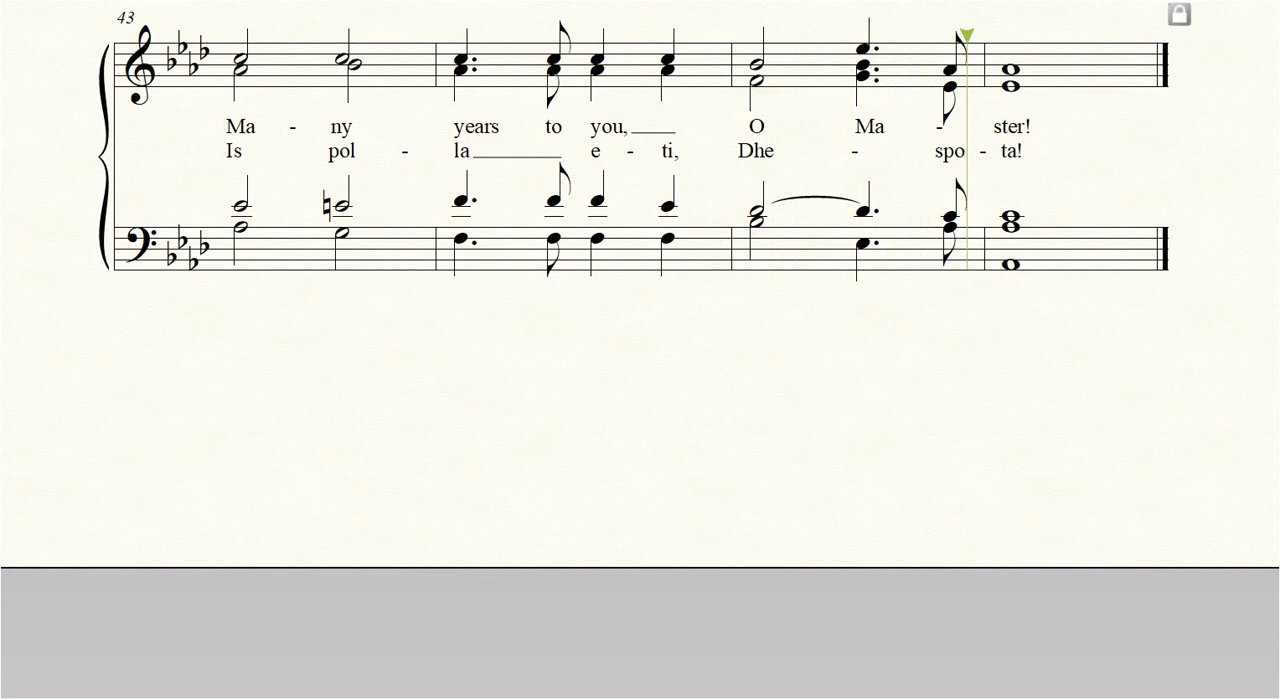 43
Ma - ny years to you, O Ma - ster!
Is pol - la e - ti, Dhe - spo - ta!